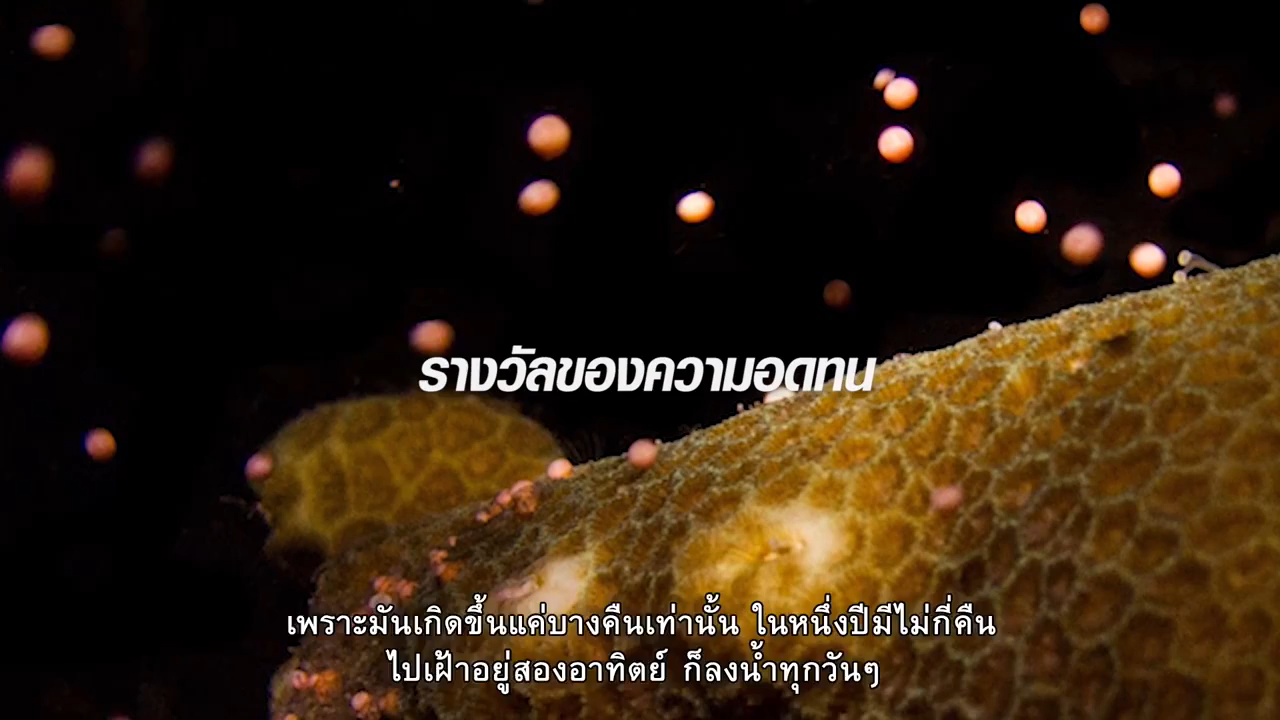 รางวัลของความอดทน
เพราะมันเกิดขึ้นแค่บางคืนเท่านั้น ในหนึ่งปีมีไม่กี่คืน
ไปเฝ้าอยู่สองอาทิตย์ ก็ลงน้ำทุกวันๆ